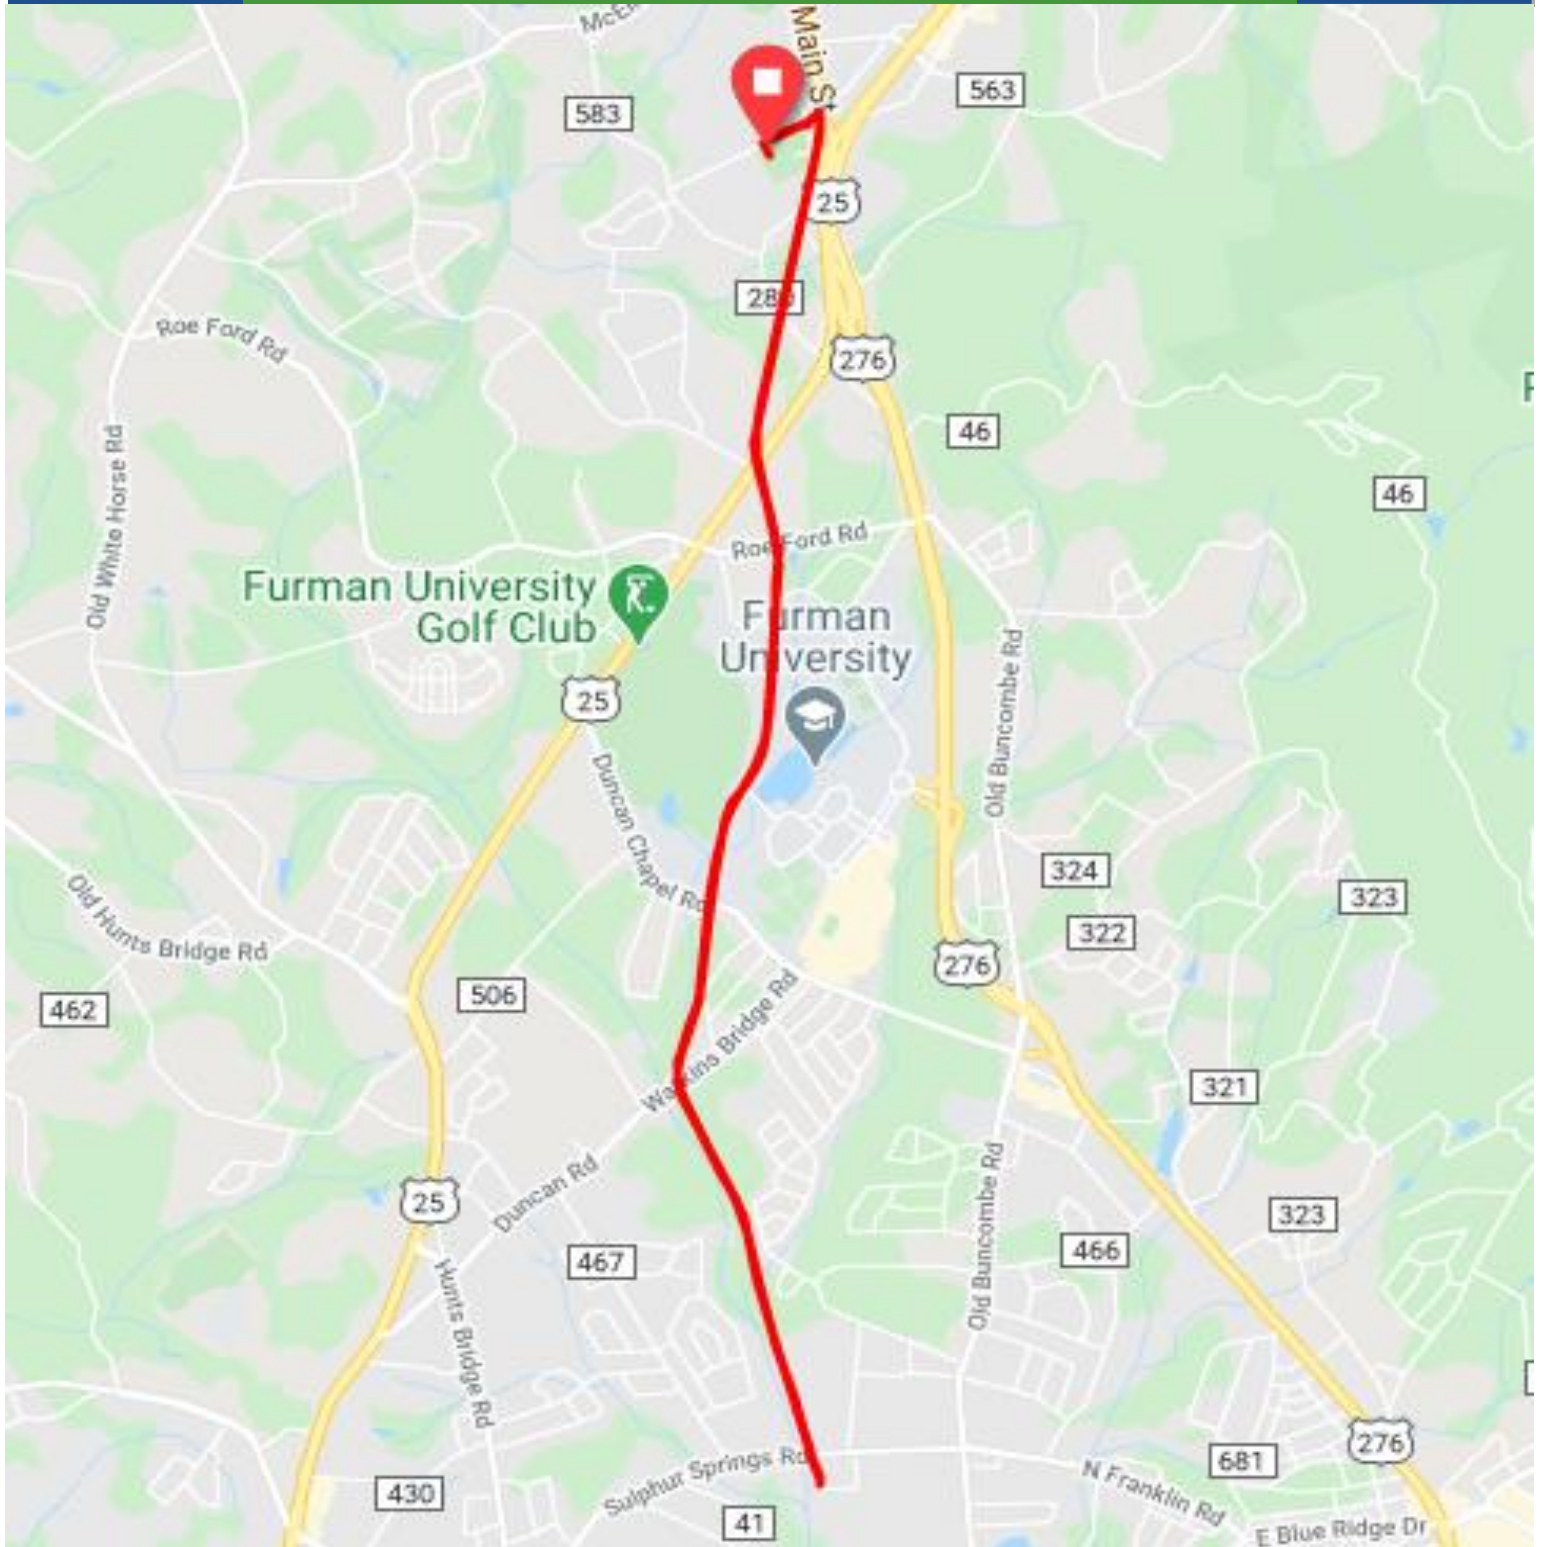 Main St
583
563
25
276
Roe Ford Rd
46
46
Old White Horse Rd
Roe Ford Rd
Furman University
Golf Club
Furman
University
25
Old Buncombe Rd
Duncan Chapel Rd
324
323
322
Old Hunts Bridge Rd
276
506
462
Bridge Rd
321
25
Duncan Rd
323
467
466
Old Buncombe Rd
Hunts Bridge Rd
276
681
Sulphur Springs Rd
N Franklin Rd
430
41
E Blue Ridge Dr